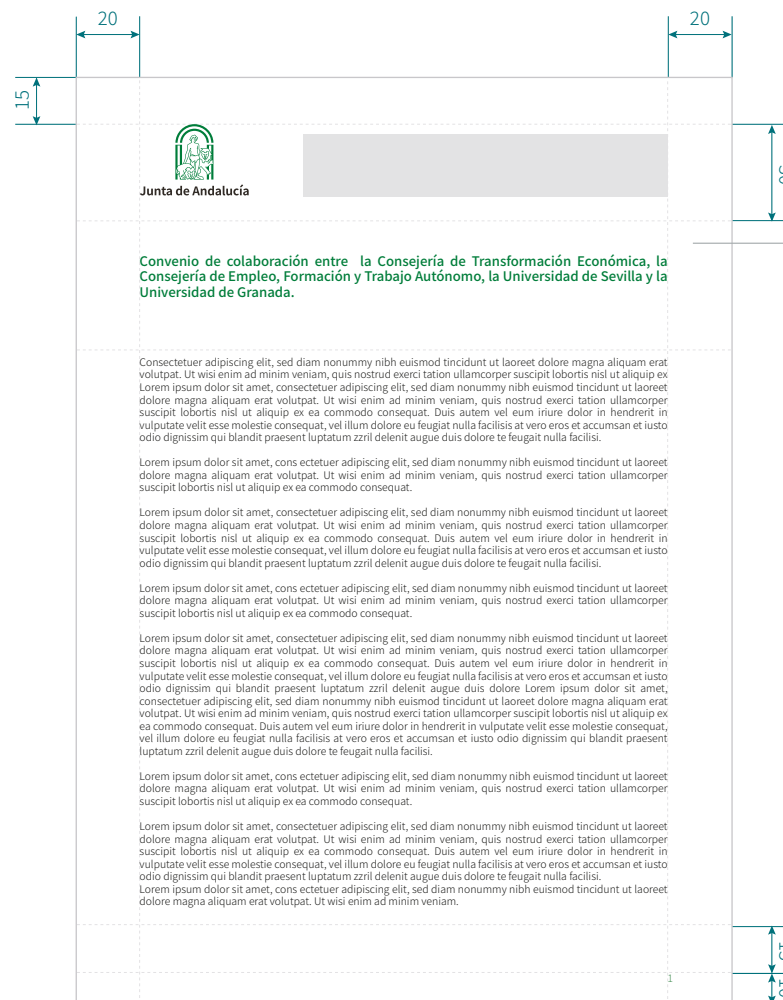 20
20
15
Junta de Andalucía
Convenio de colaboración entre la Consejería de Transformación Económica, la
Consejería de Empleo, Formación y Trabajo Autónomo, la Universidad de Sevilla y la
Universidad de Granada.
Consectetuer adipiscing elit, sed diam nonummy nibh euismod tincidunt ut laoreet dolore magna aliquam erat
volutpat. Ut wisi enim ad minim veniam, quis nostrud exerci tation ullamcorper suscipit lobortis nisl ut aliquip ex
Lorem ipsum dolor sit amet, consectetuer adipiscing elit, sed diam nonummy nibh euismod tincidunt ut laoreet
dolore magna aliquam erat volutpat. Ut wisi enim ad minim veniam, quis nostrud exerci tation ullamcorper
suscipit lobortis nisl ut aliquip ex ea commodo consequat. Duis autem vel eum iriure dolor in hendrerit in
vulputate velit esse molestie consequat, vel illum dolore eu feugiat nulla facilisis at vero eros et accumsan et iusto
odio dignissim qui blandit praesent luptatum zzril delenit augue duis dolore te feugait nulla facilisi.
Lorem ipsum dolor sit amet, cons ectetuer adipiscing elit, sed diam nonummy nibh euismod tincidunt ut laoreet
dolore magna aliquam erat volutpat. Ut wisi enim ad minim veniam, quis nostrud exerci tation ullamcorper
suscipit lobortis nisl ut aliquip ex ea commodo consequat.
Lorem ipsum dolor sit amet, consectetuer adipiscing elit, sed diam nonummy nibh euismod tincidunt ut laoreet
dolore magna aliquam erat volutpat. Ut wisi enim ad minim veniam, quis nostrud exerci tation ullamcorper
suscipit lobortis nisl ut aliquip ex ea commodo consequat. Duis autem vel eum iriure dolor in hendrerit in
vulputate velit esse molestie consequat, vel illum dolore eu feugiat nulla facilisis at vero eros et accumsan et iusto
odio dignissim qui blandit praesent luptatum zzril delenit augue duis dolore te feugait nulla facilisi.
Lorem ipsum dolor sit amet, consectetuer adipiscing elit, sed diam nonummy nibh euismod tincidunt ut laoreet
dolore magna aliquam erat volutpat. Ut wisi enim ad minim veniam, quis nostrud exerci tation ullamcorper
suscipit lobortis nisl ut aliquip ex ea commodo consequat.
Lorem ipsum dolor sit amet, consectetuer adipiscing elit, sed diam nonummy nibh euismod tincidunt ut laoreet
dolore magna aliquam erat volutpat. Ut wisi enim ad minim veniam, quis nostrud exerci tation ullamcorper
suscipit lobortis nisl ut aliquip ex ea commodo consequat. Duis autem vel eum iriure dolor in hendrerit in
vulputate velit esse molestie consequat, vel illum dolore eu feugiat nulla facilisis at vero eros et accumsan et iusto
odio dignissim qui blandit praesent luptatum zzril delenit augue duis dolore Lorem ipsum dolor sit amet,
consectetuer adipiscing elit, sed diam nonummy nibh euismod tincidunt ut laoreet dolore magna aliquam erat
volutpat. Ut wisi enim ad minim veniam, quis nostrud exerci tation ullamcorper suscipit lobortis nisl ut aliquip ex
ea commodo consequat. Duis autem vel eum iriure dolor in hendrerit in vulputate velit esse molestie consequat,
vel illum dolore eu feugiat nulla facilisis at vero eros et accumsan et iusto odio dignissim qui blandit praesent
luptatum zzril delenit augue duis dolore te feugait nulla facilisi.
Lorem ipsum dolor sit amet, cons ectetuer adipiscing elit, sed diam nonummy nibh euismod tincidunt ut laoreet
dolore magna aliquam erat volutpat. Ut wisi enim ad minim veniam, quis nostrud exerci tation ullamcorper
suscipit lobortis nisl ut aliquip ex ea commodo consequat.
Lorem ipsum dolor sit amet, consectetuer adipiscing elit, sed diam nonummy nibh euismod tincidunt ut laoreet
dolore magna aliquam erat volutpat. Ut wisi enim ad minim veniam, quis nostrud exerci tation ullamcorper
suscipit lobortis nisl ut aliquip ex ea commodo consequat. Duis autem vel eum iriure dolor in hendrerit in
vulputate velit esse molestie consequat, vel illum dolore eu feugiat nulla facilisis at vero eros et accumsan et iusto
odio dignissim qui blandit praesent luptatum zzril delenit augue duis dolore te feugait nulla facilisi.
Lorem ipsum dolor sit amet, consectetuer adipiscing elit, sed diam nonummy nibh euismod tincidunt ut laoreet
dolore magna aliquam erat volutpat. Ut wisi enim ad minim veniam.
1